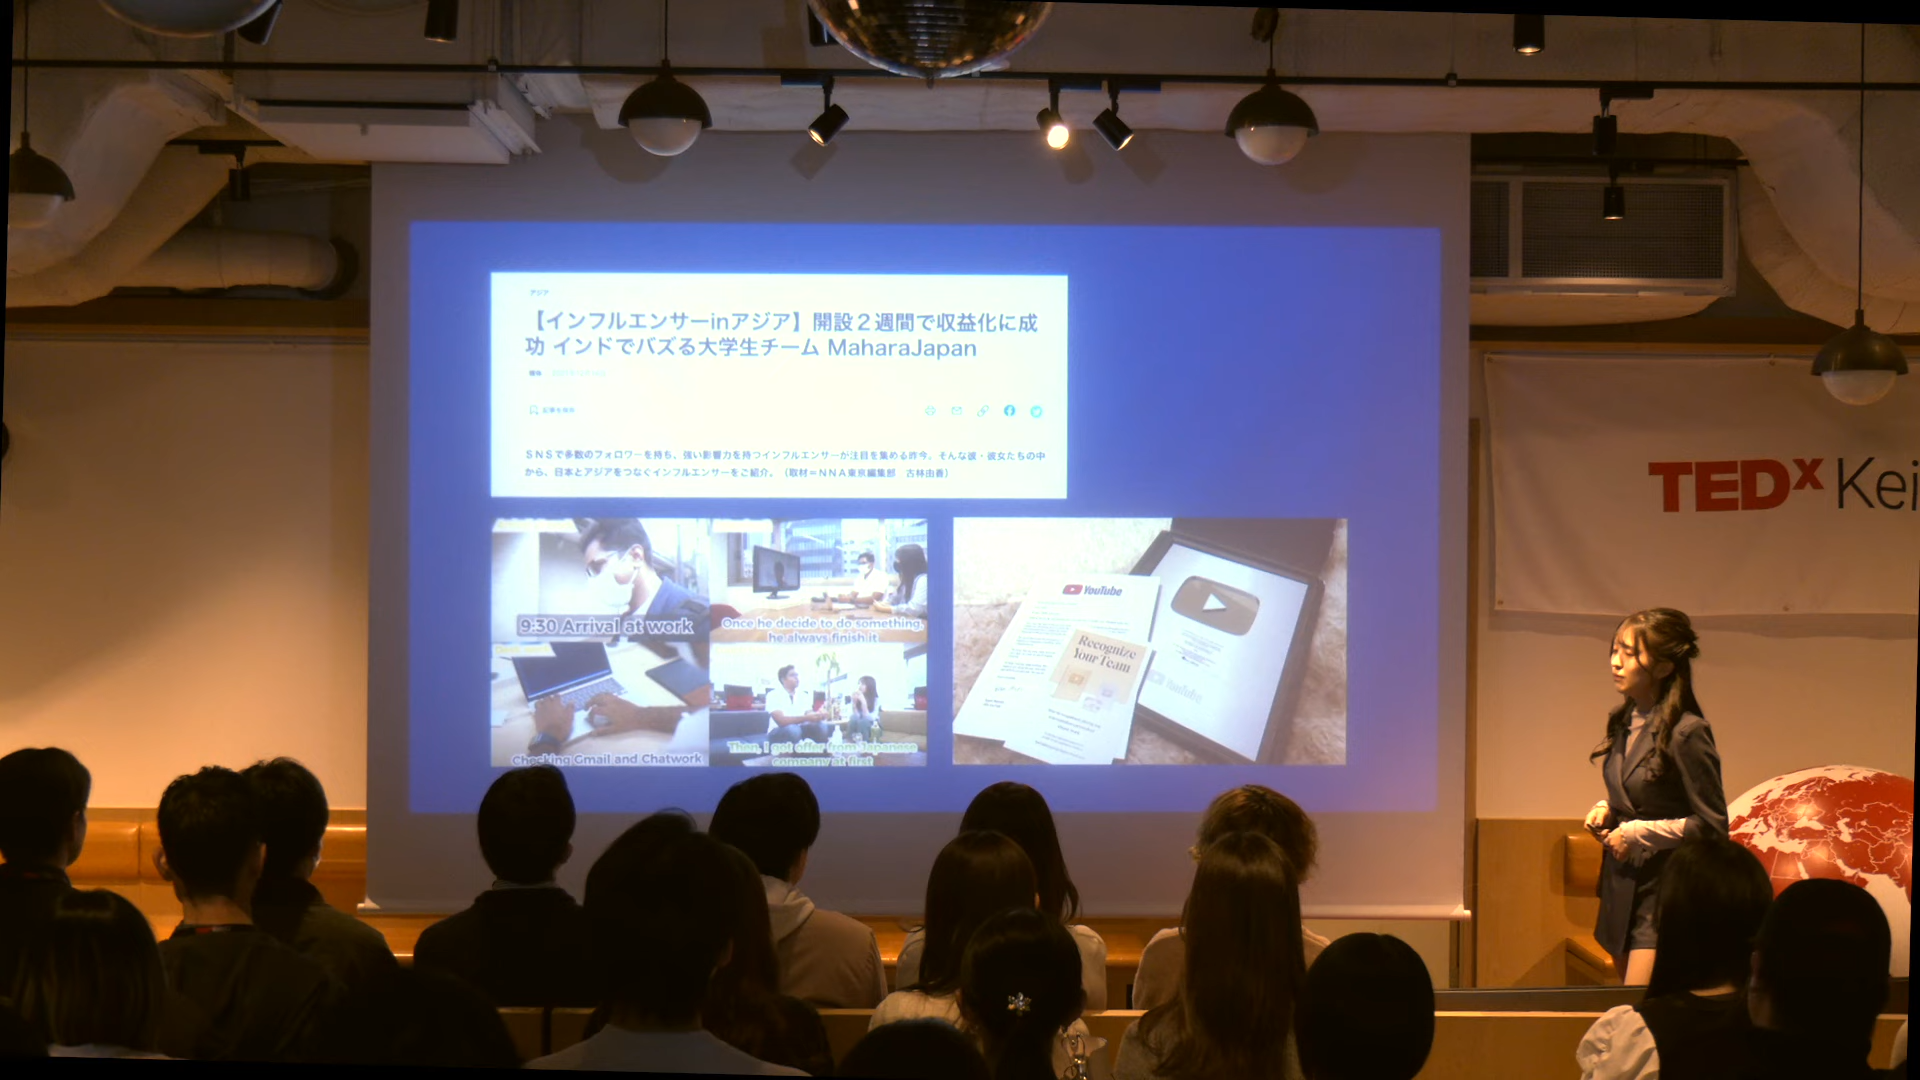 アジア
【インフルエンサーinアジア】開設２週間で収益化に成
功 インドでバズる大学生チーム MaharaJapan
記事を保存
ＳＮＳで多数のフォロワーを持ち、強い影響力を持つインフルエンサーが注目を集める昨今。そんな彼・彼女たちの中
から、日本とアジアをつなぐインフルエンサーをご紹介。（取材＝ＮＮＡ東京編集部　古林由香）
9:30 Arrival at work
Once he decide to do something,
he always finish it
Checking Gmail and Chatwork
Then, I got offer from Japanese
company at first
YouTube
Recognize
Your Team
YouTube
TEDx Kei